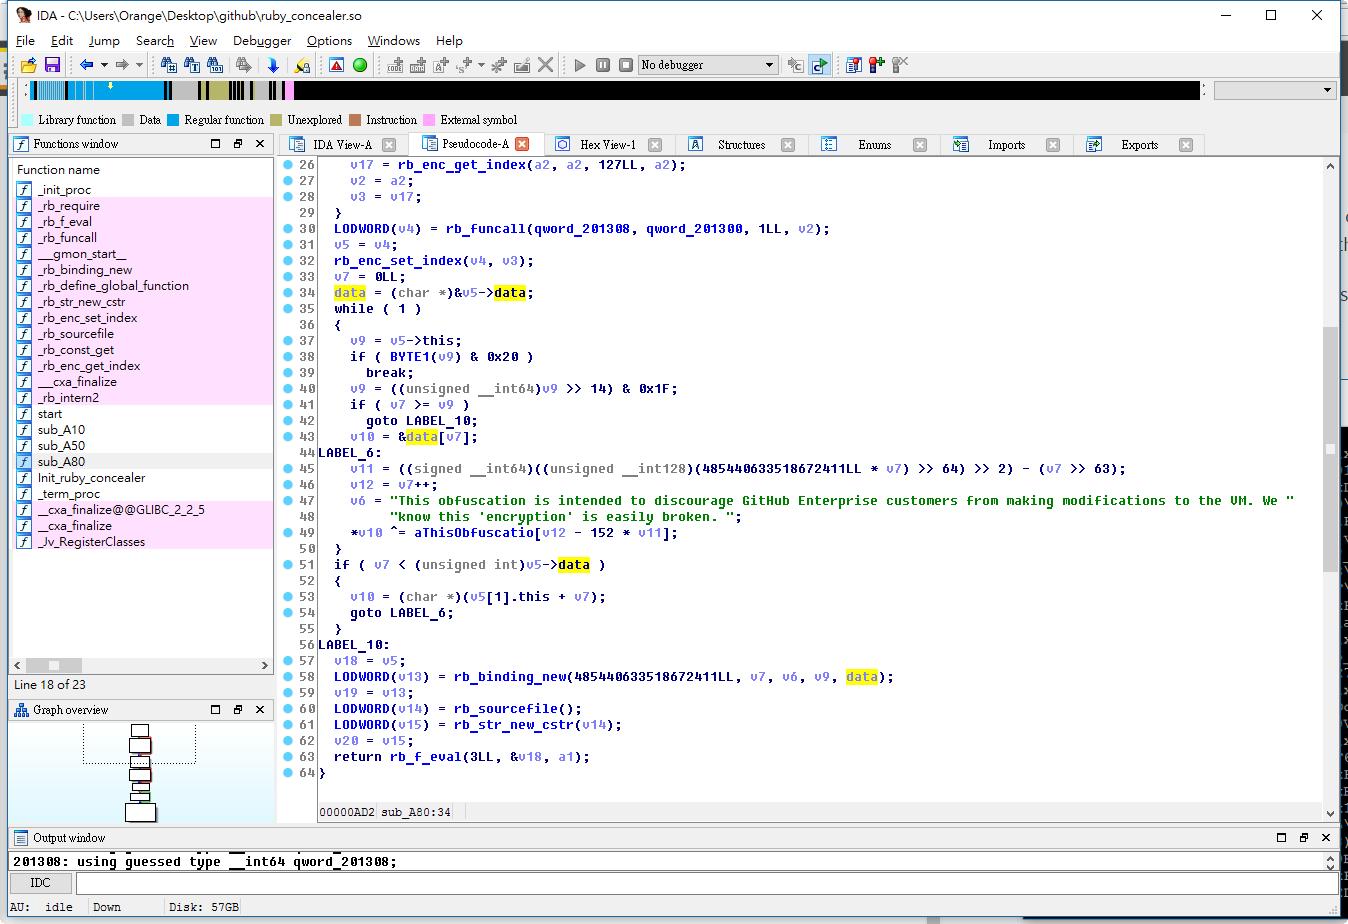 IDA - C:\Users\Orange\Desktop\github\ruby_concealer.so
File Edit Jump Search View Debugger Options Windows Help
No debugger
Library function Data Regular function Unexplored Instruction External symbol
Functions window
IDA View-A Pseudocode-A Hex View-1 Structures Enums Imports Exports
Function name
_init_proc
_rb_require
_rb_f_eval
_rb_funcall
___gmon_start__
_rb_binding_new
_rb_define_global_function
_rb_str_new_cstr
_rb_enc_set_index
_rb_sourcefile
_rb_const_get
_rb_enc_get_index
___cxa_finalize
_rb_intern2
start
sub_A10
sub_A50
sub_A80
Init_ruby_concealer
_term_proc
__cxa_finalize@@GLIBC_2_2_5
__cxa_finalize
_Jv_RegisterClasses
Line 18 of 23
Graph overview
26 v17 = rb_enc_get_index(a2, a2, 127LL, a2);
27 v2 = a2;
28 v3 = v17;
29 }
30 LODWORD(v4) = rb_funcall(qword_201308, qword_201300, 1LL, v2);
31 v5 = v4;
32 rb_enc_set_index(v4, v3);
33 v7 = 0LL;
34 data = (char *)&v5->data;
35 while ( 1 )
36 {
37 v9 = v5->this;
38 if ( BYTE1(v9) & 0x20 )
39 break;
40 v9 = ((unsigned __int64)v9 >> 14) & 0x1F;
41 if ( v7 >= v9 )
42 goto LABEL_10;
43 v10 = &data[v7];
44 LABEL_6:
45 v11 = ((signed __int64)((unsigned __int128)(485440633518672411LL * v7) >> 64) >> 2) - (v7 >> 63);
46 v12 = v7++;
47 v6 = "This obfuscation is intended to discourage GitHub Enterprise customers from making modifications to the VM. We "
48 "know this 'encryption' is easily broken. ";
49 *v10 ^= aThisObfuscatio[v12 - 152 * v11];
50 }
51 if ( v7 < (unsigned int)v5->data )
52 {
53 v10 = (char *)(v5[1].this + v7);
54 goto LABEL_6;
55 }
56 LABEL_10:
57 v18 = v5;
58 LODWORD(v13) = rb_binding_new(485440633518672411LL, v7, v6, v9, data);
59 v19 = v13;
60 LODWORD(v14) = rb_sourcefile();
61 LODWORD(v15) = rb_str_new_cstr(v14);
62 v20 = v15;
63 return rb_f_eval(3LL, &v18, a1);
64 }
00000AD2 sub_A80:34
Output window
201308: using guessed type __int64 qword_201308;
IDC
AU: idle Down Disk: 57GB